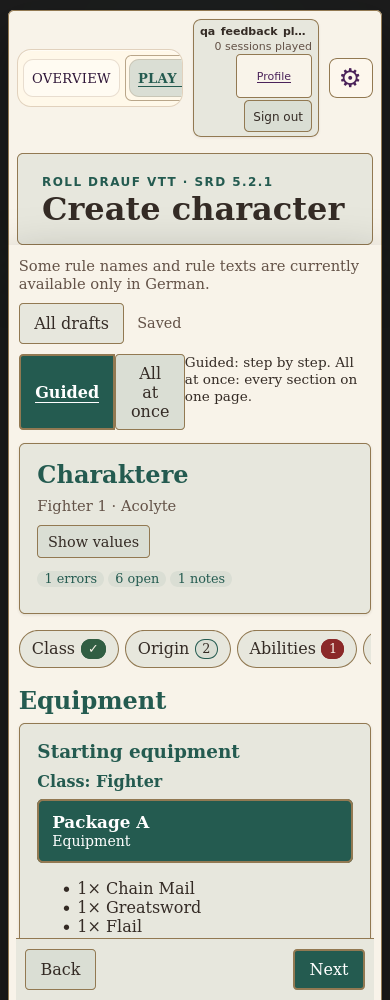 OVERVIEW
PLAY
qa feedback pl...
0 sessions played
Profile
Sign out
ROLL DRAUF VTT · SRD 5.2.1
Create character
Some rule names and rule texts are currently
available only in German.
All drafts
Saved
Guided
All
at
once
Guided: step by step. All
at once: every section on
one page.
Charaktere
Fighter 1 · Acolyte
Show values
1 errors
6 open
1 notes
Class ✓
Origin 2
Abilities 1
Equipment
Starting equipment
Class: Fighter
Package A
Equipment
• 1× Chain Mail
• 1× Greatsword
• 1× Flail
Back
Next